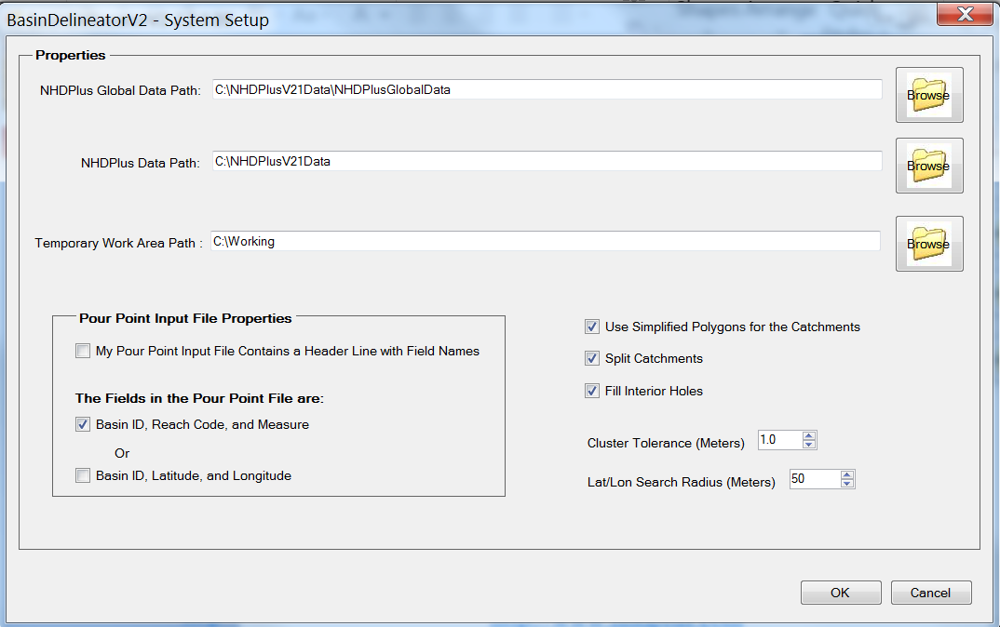 BasinDelineatorV2 - System Setup
Properties
NHDPlus Global Data Path: C:\NHDPlusV21Data\NHDPlusGlobalData Browse
NHDPlus Data Path: C:\NHDPlusV21Data Browse
Temporary Work Area Path : C:\Working Browse
Pour Point Input File Properties
My Pour Point Input File Contains a Header Line with Field Names
The Fields in the Pour Point File are:
Basin ID, Reach Code, and Measure
Or
Basin ID, Latitude, and Longitude
Use Simplified Polygons for the Catchments
Split Catchments
Fill Interior Holes
Cluster Tolerance (Meters) 1.0
Lat/Lon Search Radius (Meters) 50
OK Cancel